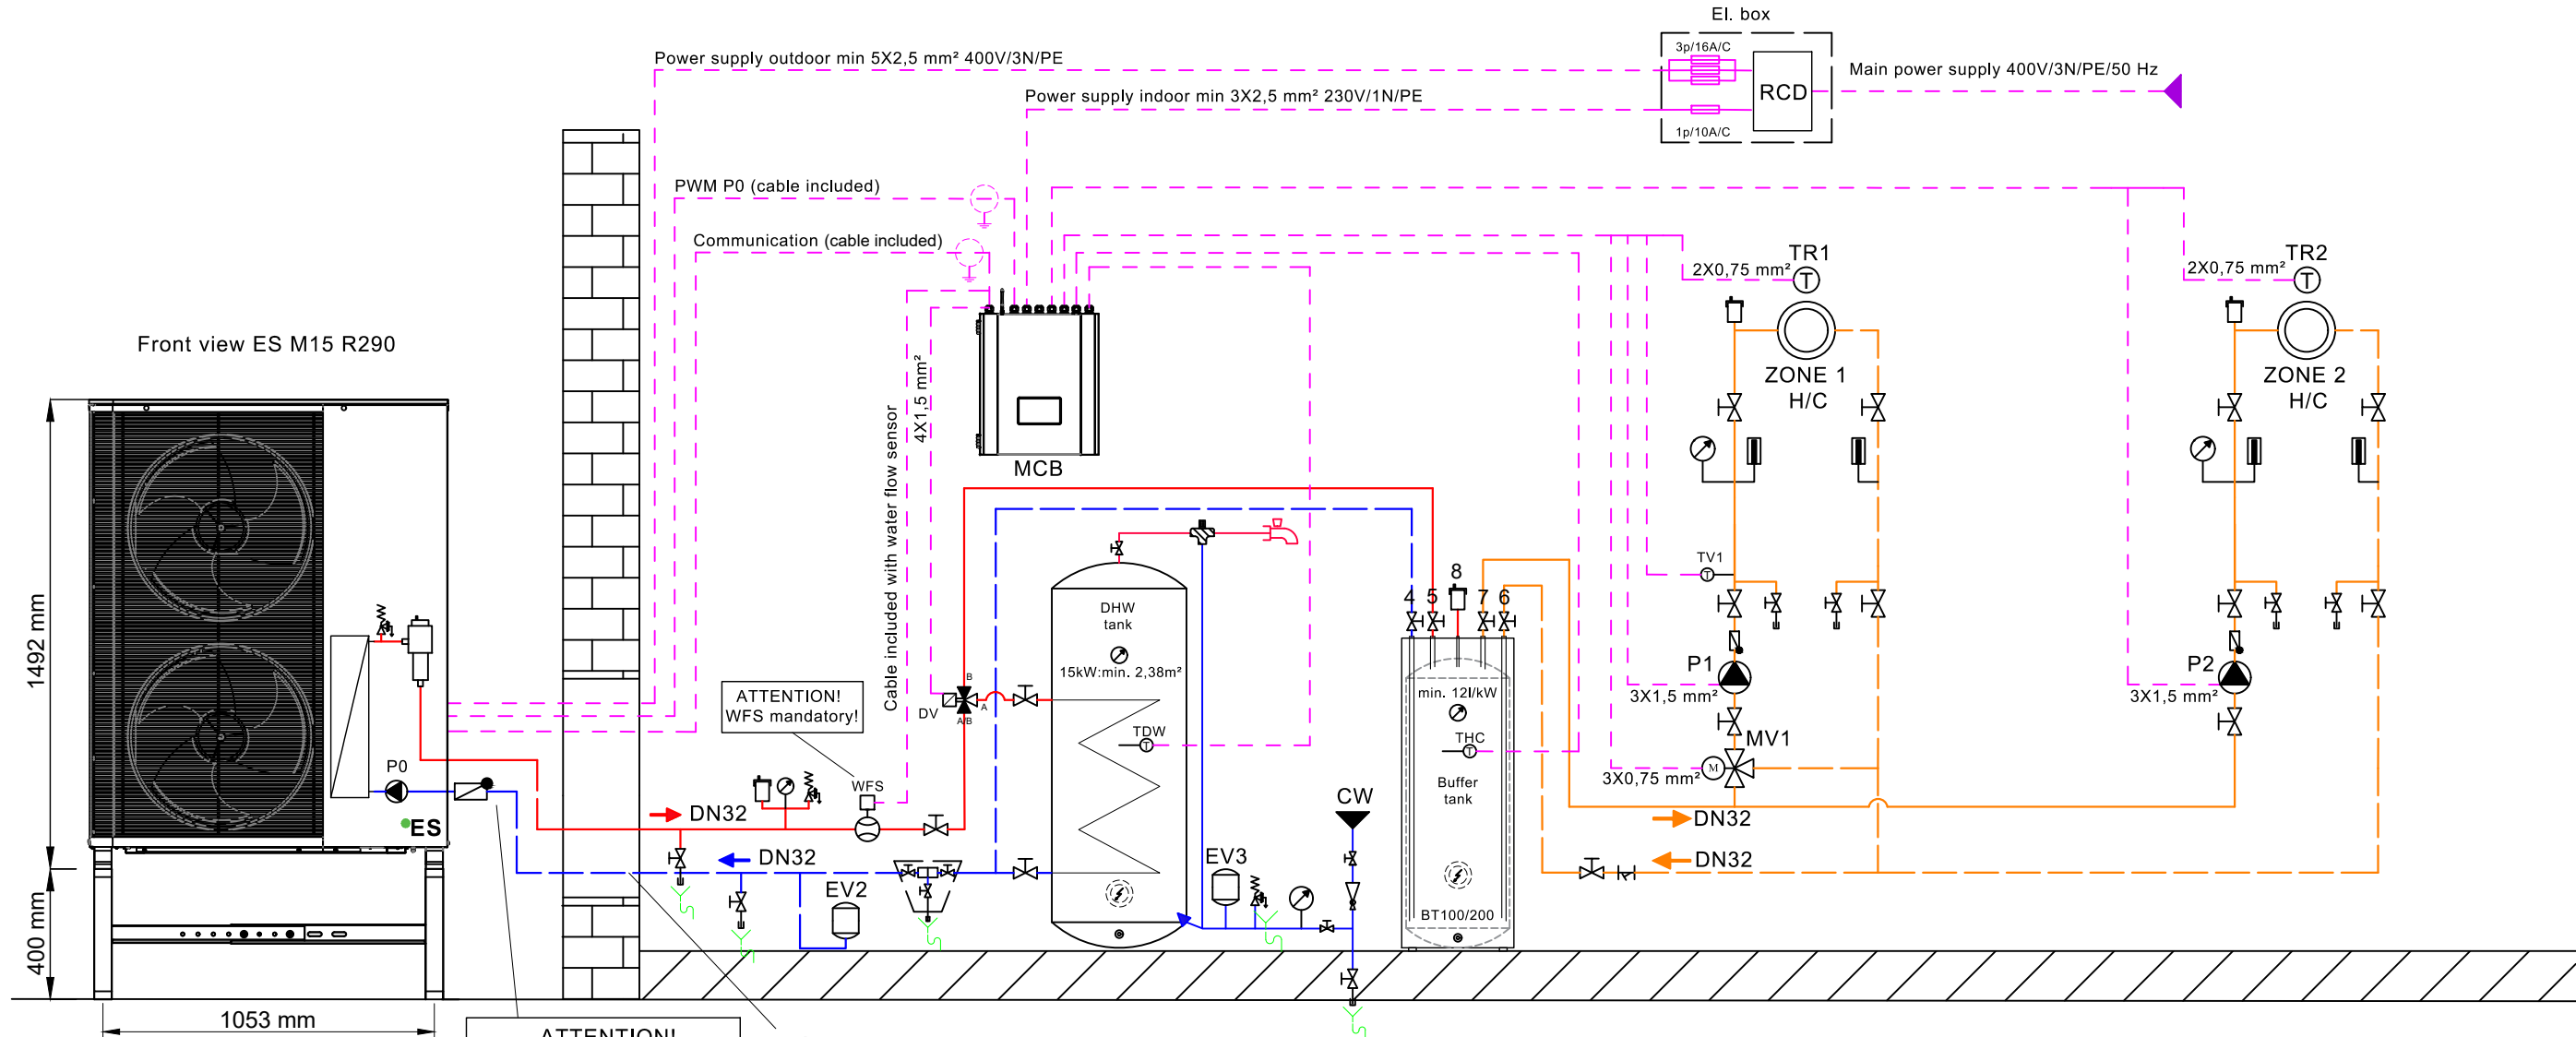 El. box
3p/16A/C
Power supply outdoor min 5X2,5 mm² 400V/3N/PE
Main power supply 400V/3N/PE/50 Hz
RCD
Power supply indoor min 3X2,5 mm² 230V/1N/PE
1p/10A/C
PWM P0 (cable included)
Communication (cable included)
TR1
2X0,75 mm²
T
TR2
2X0,75 mm²
T
Front view ES M15 R290
ZONE 1
H/C
ZONE 2
H/C
4X1,5 mm²
Cable included with water flow sensor
MCB
1492 mm
400 mm
1053 mm
P0
ES
ATTENTION!
WFS mandatory!
WFS
DV
B
A
A/B
DHW
tank
15kW:min. 2,38m²
TDW
T
4
5
8
7
6
min. 12l/kW
THC
T
Buffer
tank
BT100/200
TV1
T
P1
3X1,5 mm²
MV1
M
3X0,75 mm²
P2
3X1,5 mm²
DN32
DN32
EV2
EV3
CW
DN32
DN32
ATTENTION!